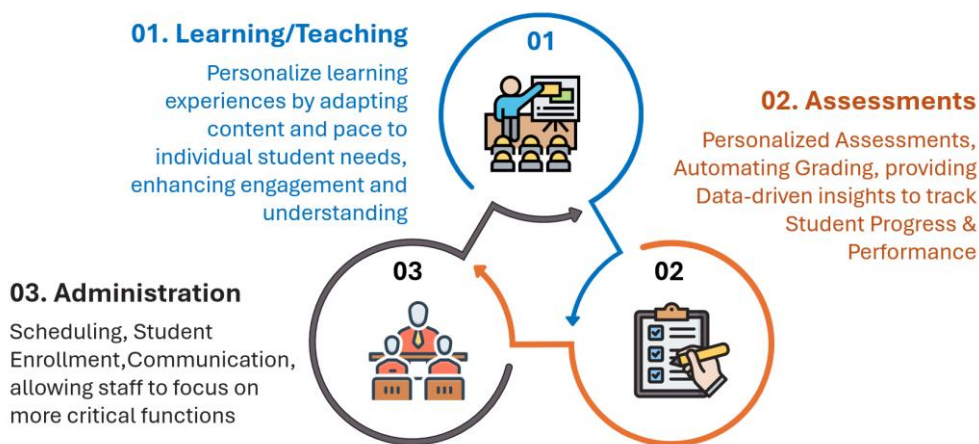 01. Learning/Teaching
Personalize learning
experiences by adapting
content and pace to
individual student needs,
enhancing engagement and
understanding
01
02. Assessments
Personalized Assessments,
Automating Grading, providing
Data-driven insights to track
Student Progress &
Performance
02
03
03. Administration
Scheduling, Student
Enrollment,Communication,
allowing staff to focus on
more critical functions